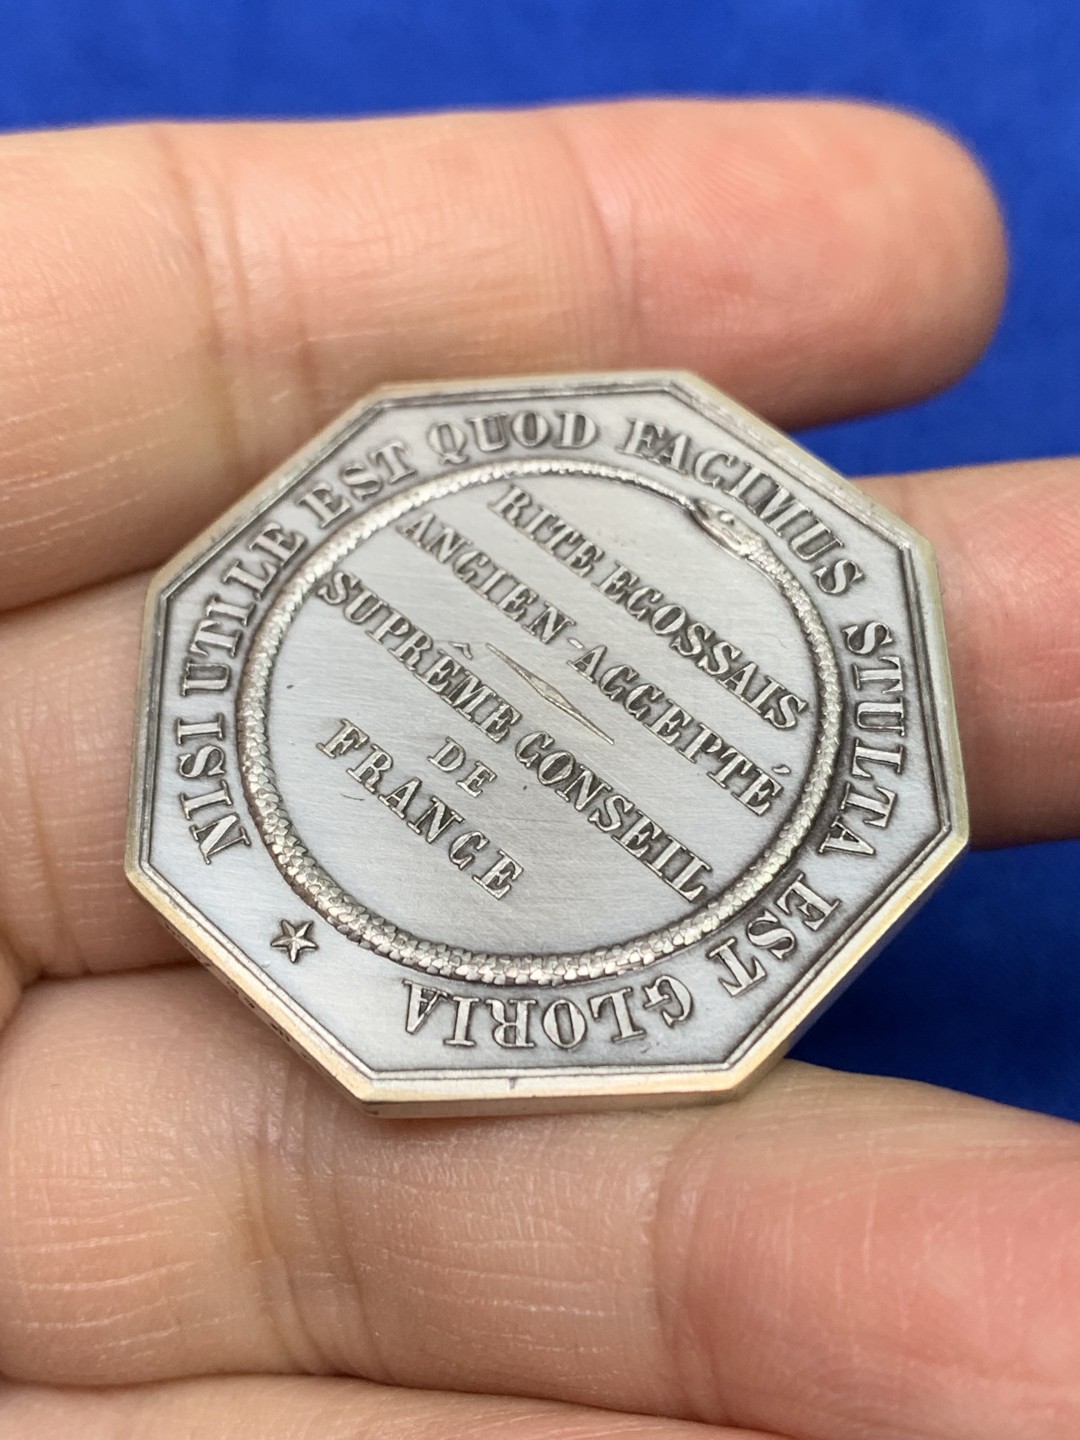 NISI UTILE EST QUOD FACIMUS STULTA EST GLORIA
RITE ECOSSAIS
ANCIEN-ACCEPTÉ
SUPRÊME CONSEIL
DE
FRANCE